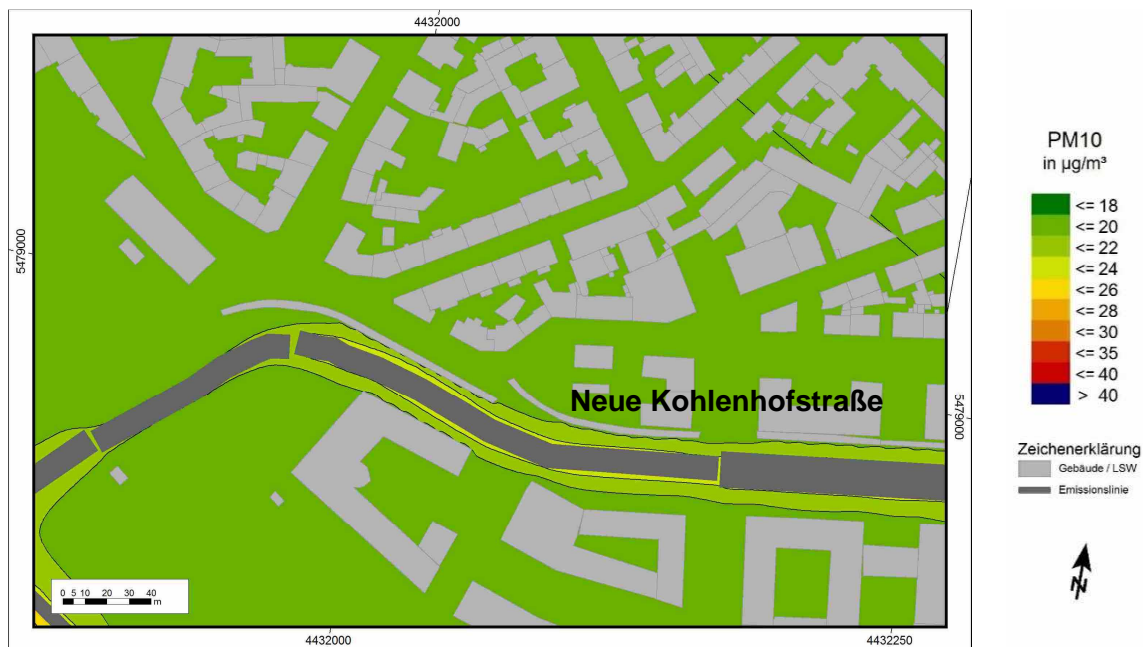 4432000
5479000
Neue Kohlenhofstraße
5479000
0 5 10 20 30 40
m
4432000
4432250
PM10
in µg/m³
<= 18
<= 20
<= 22
<= 24
<= 26
<= 28
<= 30
<= 35
<= 40
> 40
Zeichenerklärung
Gebäude / LSW
Emissionslinie
N